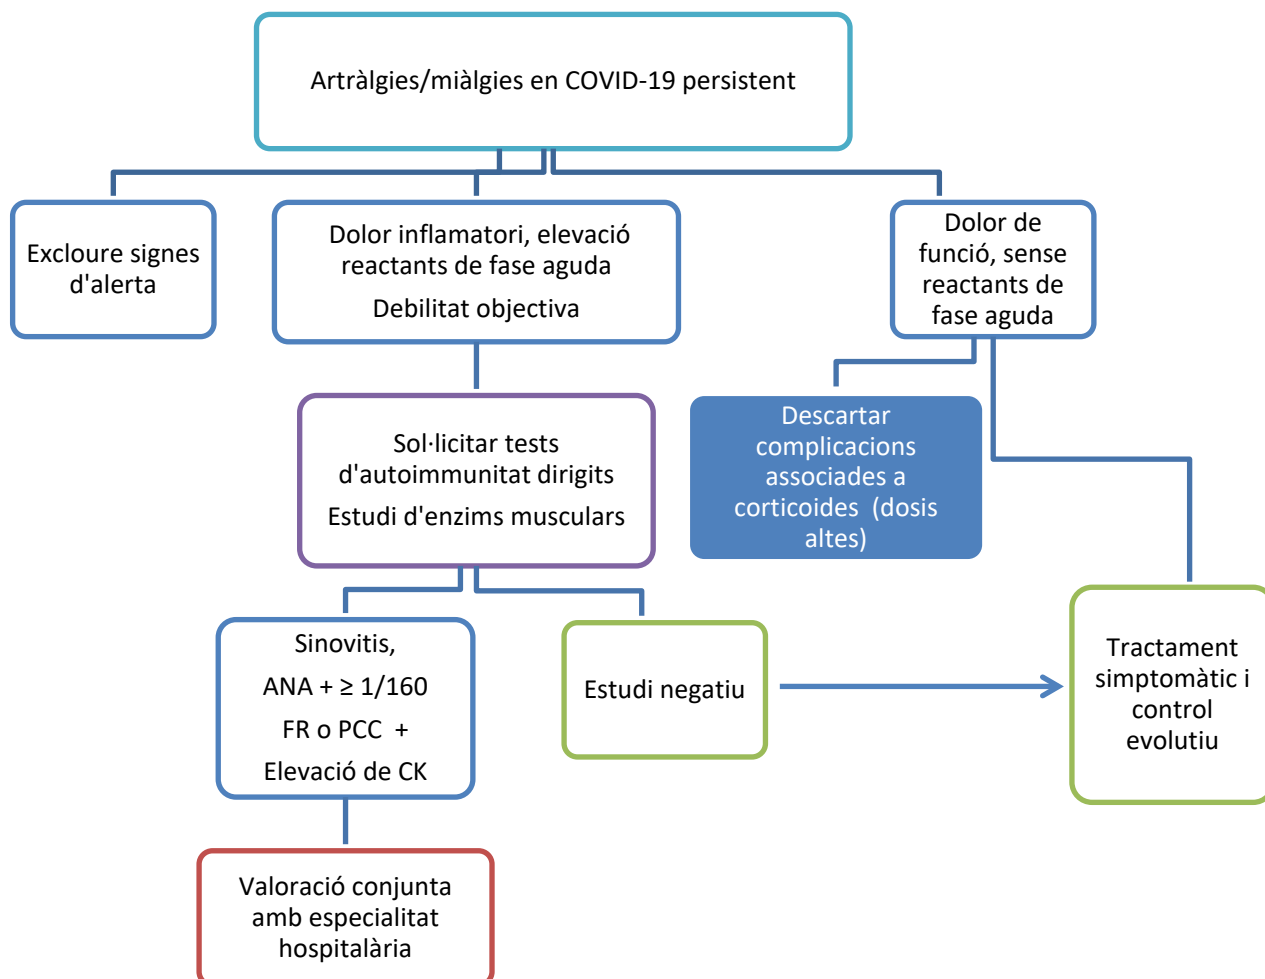 Artràlgies/miàlgies en COVID-19 persistent
Excloure signes
d'alerta
Dolor inflamatori, elevació
reactants de fase aguda
Debilitat objectiva
Dolor de
funció, sense
reactants de
fase aguda
Sol·licitar tests
d'autoimmunitat dirigits
Estudi d'enzims musculars
Descartar
complicacions
associades a
corticoides (dosis
altes)
Sinovitis,
ANA + ≥ 1/160
FR o PCC +
Elevació de CK
Estudi negatiu
Tractament
simptomàtic i
control
evolutiu
Valoració conjunta
amb especialitat
hospitalària